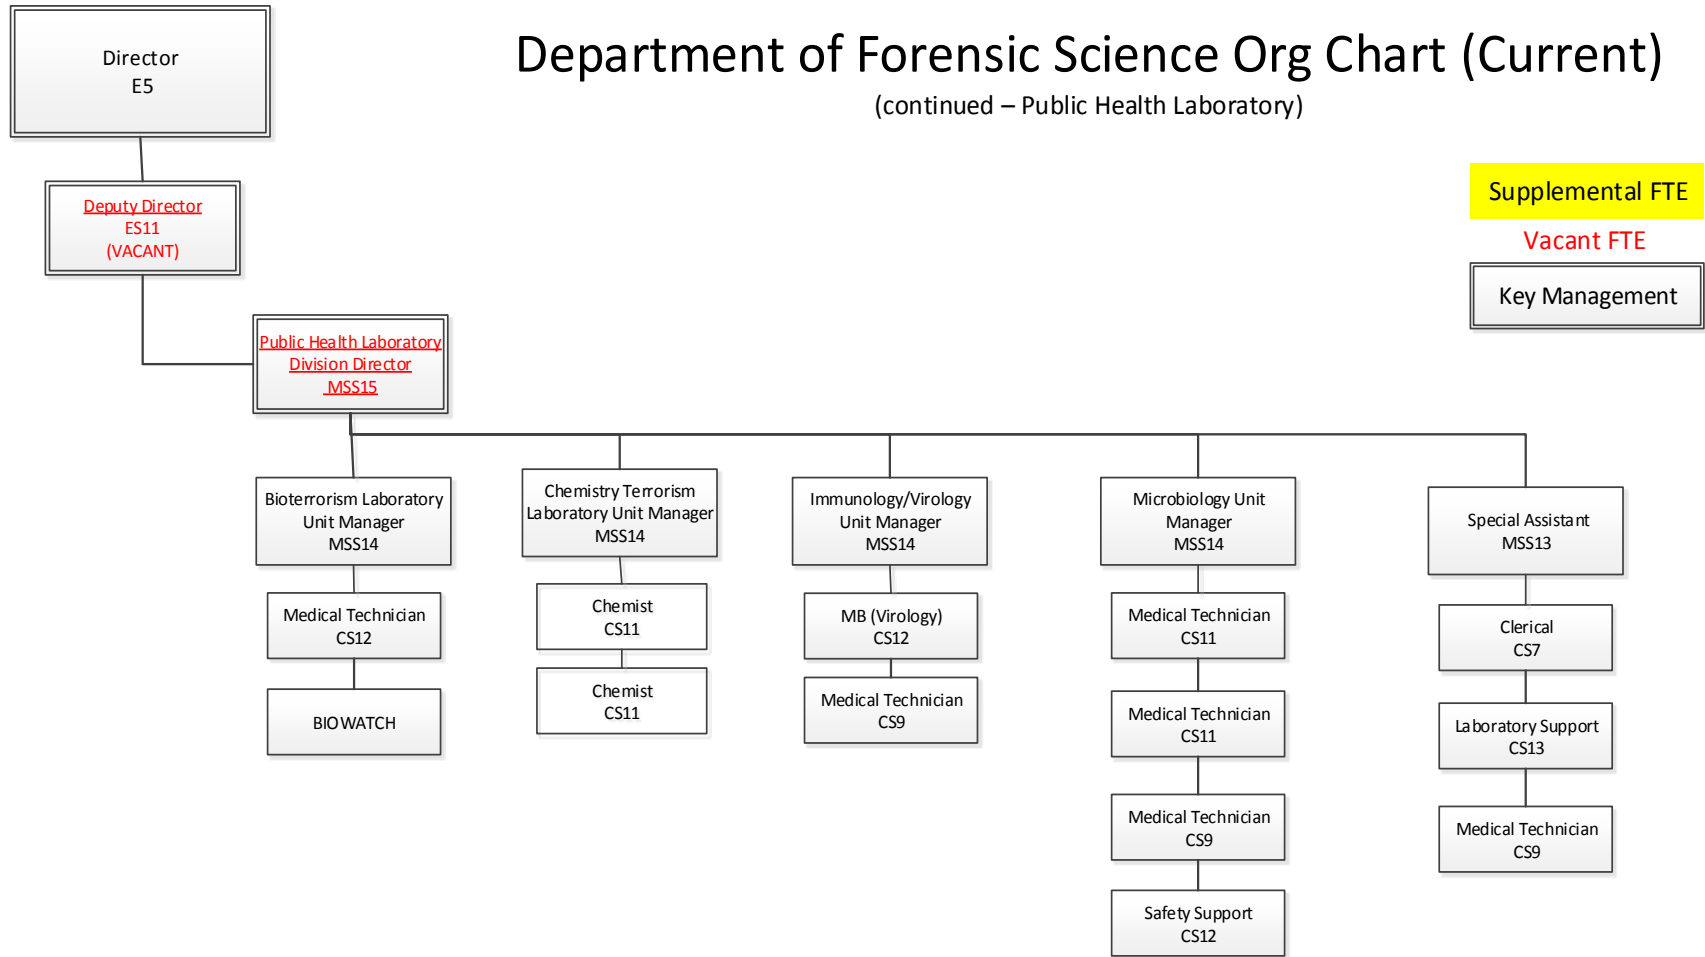 Director
E5
Department of Forensic Science Org Chart (Current)
(continued – Public Health Laboratory)
Deputy Director
ES11
(VACANT)
Supplemental FTE
Vacant FTE
Key Management
Public Health Laboratory
Division Director
MSS15
Bioterrorism Laboratory
Unit Manager
MSS14
Medical Technician
CS12
BIOWATCH
Chemistry Terrorism
Laboratory Unit Manager
MSS14
Chemist
CS11
Chemist
CS11
Immunology/Virology
Unit Manager
MSS14
MB (Virology)
CS12
Medical Technician
CS9
Microbiology Unit
Manager
MSS14
Medical Technician
CS11
Medical Technician
CS11
Medical Technician
CS9
Safety Support
CS12
Special Assistant
MSS13
Clerical
CS7
Laboratory Support
CS13
Medical Technician
CS9